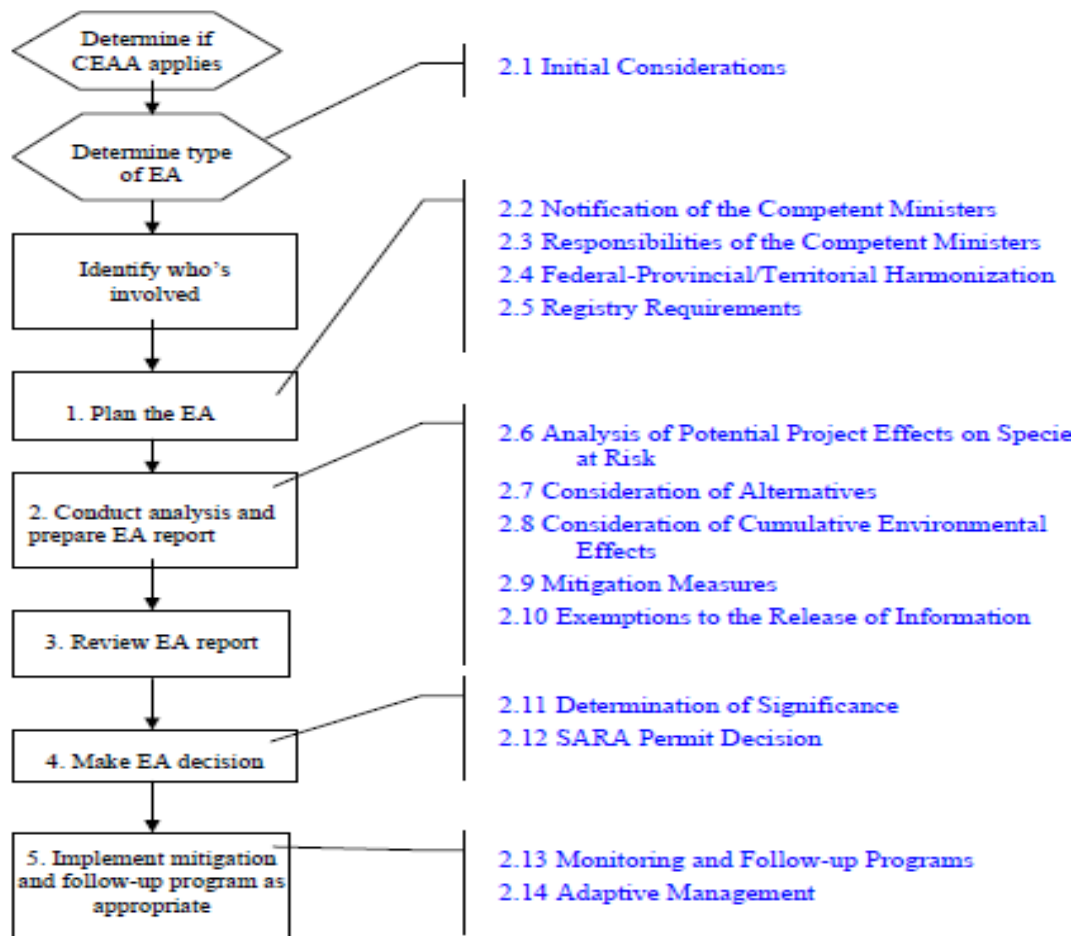 Determine if
CEAA applies
2.1 Initial Considerations
Determine type
of EA
2.2 Notification of the Competent Ministers
2.3 Responsibilities of the Competent Ministers
2.4 Federal-Provincial/Territorial Harmonization
2.5 Registry Requirements
Identify who's
involved
1. Plan the EA
2.6 Analysis of Potential Project Effects on Specie
at Risk
2.7 Consideration of Alternatives
2.8 Consideration of Cumulative Environmental
Effects
2.9 Mitigation Measures
2.10 Exemptions to the Release of Information
2. Conduct analysis and
prepare EA report
3. Review EA report
2.11 Determination of Significance
2.12 SARA Permit Decision
4. Make EA decision
5. Implement mitigation
and follow-up program as
appropriate
2.13 Monitoring and Follow-up Programs
2.14 Adaptive Management